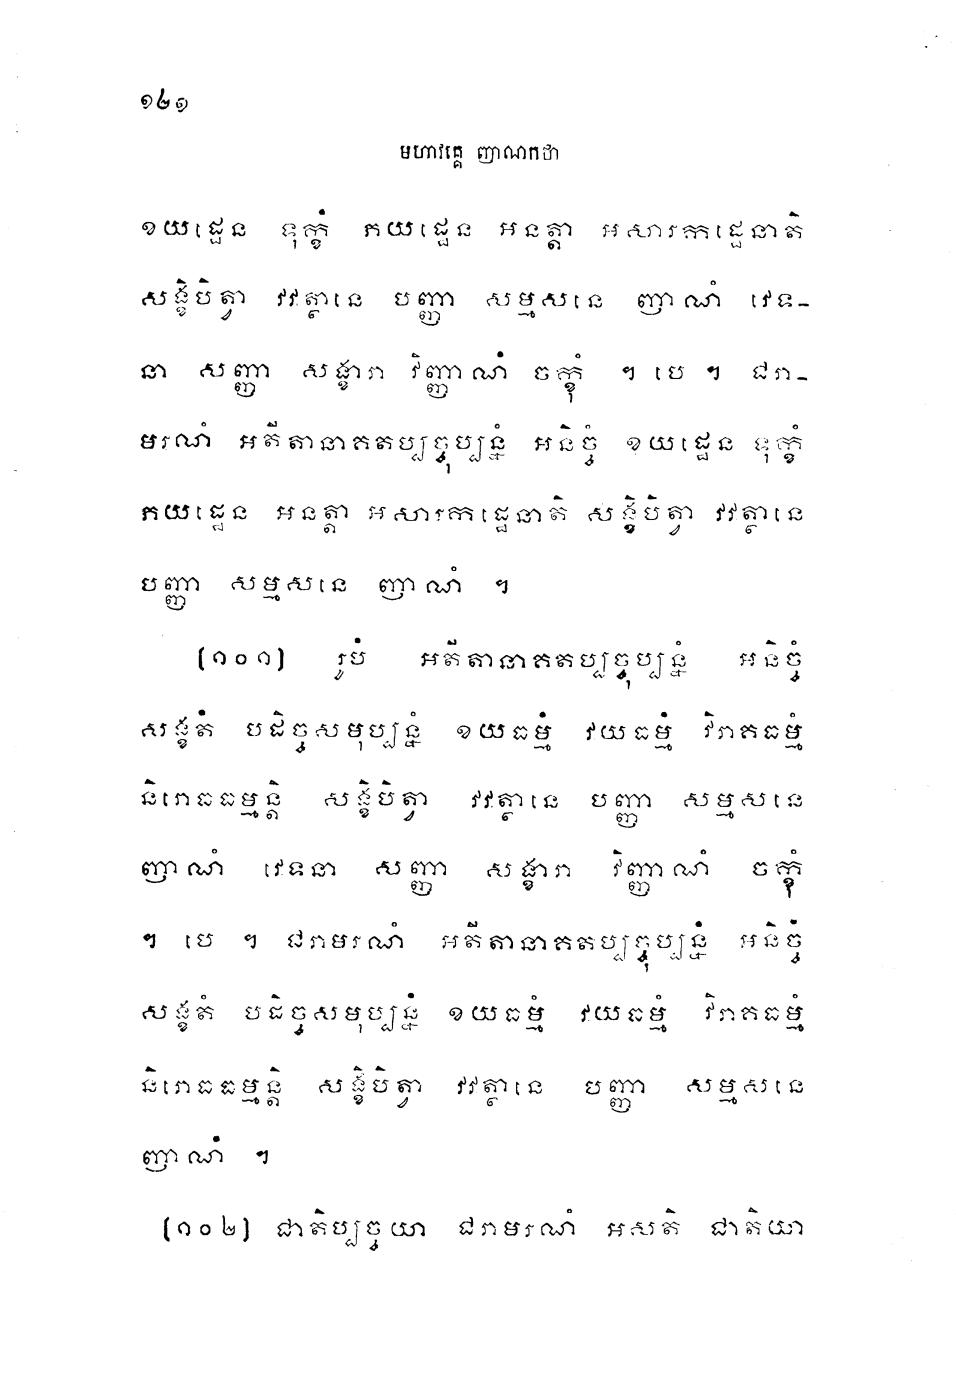 ១២១
មហាវគ្គេ ញាណកថា
ខយដ្ឋេន ទុក្ខំ ភយដ្ឋេន អនត្តា អសារកដ្ឋេនាតិ
សង្ខិបិត្វា វវត្ថានេ បញ្ញា សម្មសនេ ញាណំ វេទ-
នា សញ្ញា សង្ខារា វិញ្ញាណំ ចក្ខុំ ។ បេ ។ ជរា-
មរណំ អតីតានាគតប្បច្ចុប្បន្នំ អនិច្ចំ ខយដ្ឋេន ទុក្ខំ
ភយដ្ឋេន អនត្តា អសារកដ្ឋេនាតិ សង្ខិបិត្វា វវត្ថានេ
បញ្ញា សម្មសនេ ញាណំ ។
(១០១) រូបំ អតីតានាគតប្បច្ចុប្បន្នំ អនិច្ចំ
សង្ខតំ បដិច្ចសមុប្បន្នំ ខយធម្មំ វយធម្មំ វិរាគធម្មំ
និរោធធម្មន្តិ សង្ខិបិត្វា វវត្ថានេ បញ្ញា សម្មសនេ
ញាណំ វេទនា សញ្ញា សង្ខារា វិញ្ញាណំ ចក្ខុំ
។ បេ ។ ជរាមរណំ អតីតានាគតប្បច្ចុប្បន្នំ អនិច្ចំ
សង្ខតំ បដិច្ចសមុប្បន្នំ ខយធម្មំ វយធម្មំ វិរាគធម្មំ
និរោធធម្មន្តិ សង្ខិបិត្វា វវត្ថានេ បញ្ញា សម្មសនេ
ញាណំ ។
(១០២) ជាតិប្បច្ចយា ជរាមរណំ អសតិ ជាតិយា